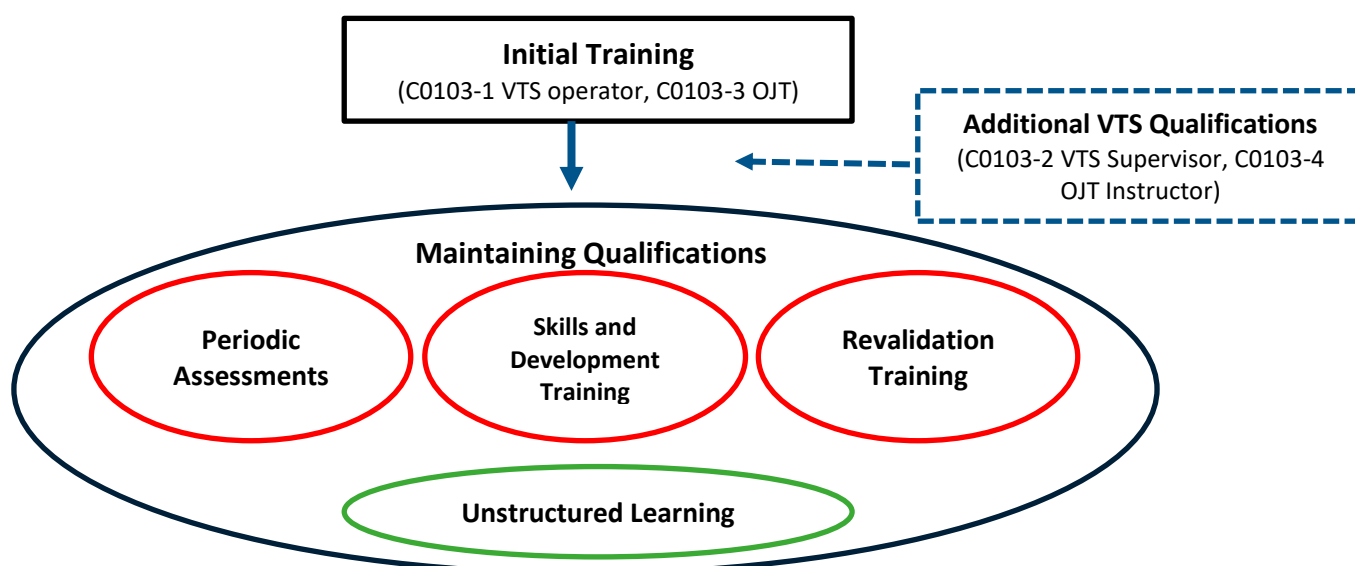 Initial Training
(C0103-1 VTS operator, C0103-3 OJT)
Additional VTS Qualifications
(C0103-2 VTS Supervisor, C0103-4
OJT Instructor)
Maintaining Qualifications
Periodic
Assessments
Skills and
Development
Training
Revalidation
Training
Unstructured Learning